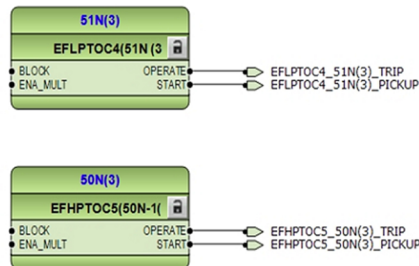 51N(3)
EFLPTOC4(51N (3
BLOCK OPERATE EFLPTOC4_51N(3)_TRIP
ENA_MULT START EFLPTOC4_51N(3)_PICKUP
50N(3)
EFHPTOC5(50N-1(
BLOCK OPERATE EFHPTOC5_50N(3)_TRIP
ENA_MULT START EFHPTOC5_50N(3)_PICKUP